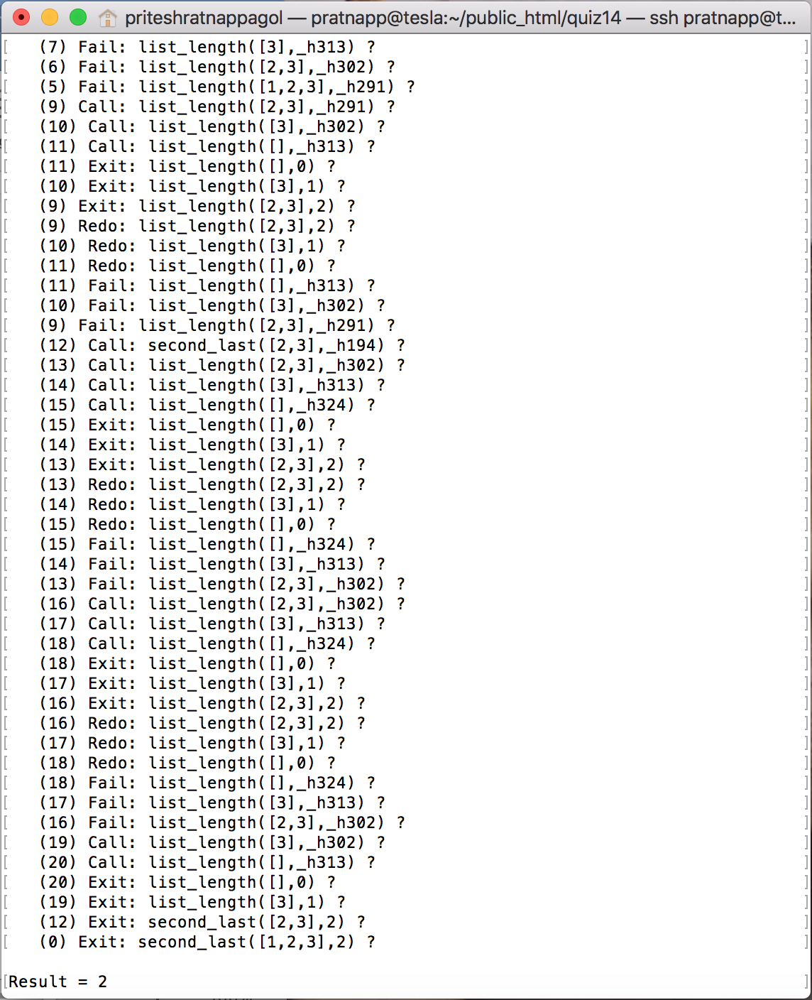 priteshratnappagol — pratnapp@tesla:~/public_html/quiz14 — ssh pratnapp@t...
[ (7) Fail: list_length([3],_h313) ? ]
[ (6) Fail: list_length([2,3],_h302) ? ]
[ (5) Fail: list_length([1,2,3],_h291) ? ]
[ (9) Call: list_length([2,3],_h291) ? ]
[ (10) Call: list_length([3],_h302) ? ]
[ (11) Call: list_length([],_h313) ? ]
[ (11) Exit: list_length([],0) ? ]
[ (10) Exit: list_length([3],1) ? ]
[ (9) Exit: list_length([2,3],2) ? ]
[ (9) Redo: list_length([2,3],2) ? ]
[ (10) Redo: list_length([3],1) ? ]
[ (11) Redo: list_length([],0) ? ]
[ (11) Fail: list_length([],_h313) ? ]
[ (10) Fail: list_length([3],_h302) ? ]
[ (9) Fail: list_length([2,3],_h291) ? ]
[ (12) Call: second_last([2,3],_h194) ? ]
[ (13) Call: list_length([2,3],_h302) ? ]
[ (14) Call: list_length([3],_h313) ? ]
[ (15) Call: list_length([],_h324) ? ]
[ (15) Exit: list_length([],0) ? ]
[ (14) Exit: list_length([3],1) ? ]
[ (13) Exit: list_length([2,3],2) ? ]
[ (13) Redo: list_length([2,3],2) ? ]
[ (14) Redo: list_length([3],1) ? ]
[ (15) Redo: list_length([],0) ? ]
[ (15) Fail: list_length([],_h324) ? ]
[ (14) Fail: list_length([3],_h313) ? ]
[ (13) Fail: list_length([2,3],_h302) ? ]
[ (16) Call: list_length([2,3],_h302) ? ]
[ (17) Call: list_length([3],_h313) ? ]
[ (18) Call: list_length([],_h324) ? ]
[ (18) Exit: list_length([],0) ? ]
[ (17) Exit: list_length([3],1) ? ]
[ (16) Exit: list_length([2,3],2) ? ]
[ (16) Redo: list_length([2,3],2) ? ]
[ (17) Redo: list_length([3],1) ? ]
[ (18) Redo: list_length([],0) ? ]
[ (18) Fail: list_length([],_h324) ? ]
[ (17) Fail: list_length([3],_h313) ? ]
[ (16) Fail: list_length([2,3],_h302) ? ]
[ (19) Call: list_length([3],_h302) ? ]
[ (20) Call: list_length([],_h313) ? ]
[ (20) Exit: list_length([],0) ? ]
[ (19) Exit: list_length([3],1) ? ]
[ (12) Exit: second_last([2,3],2) ? ]
[ (0) Exit: second_last([1,2,3],2) ? ]
[Result = 2 ]